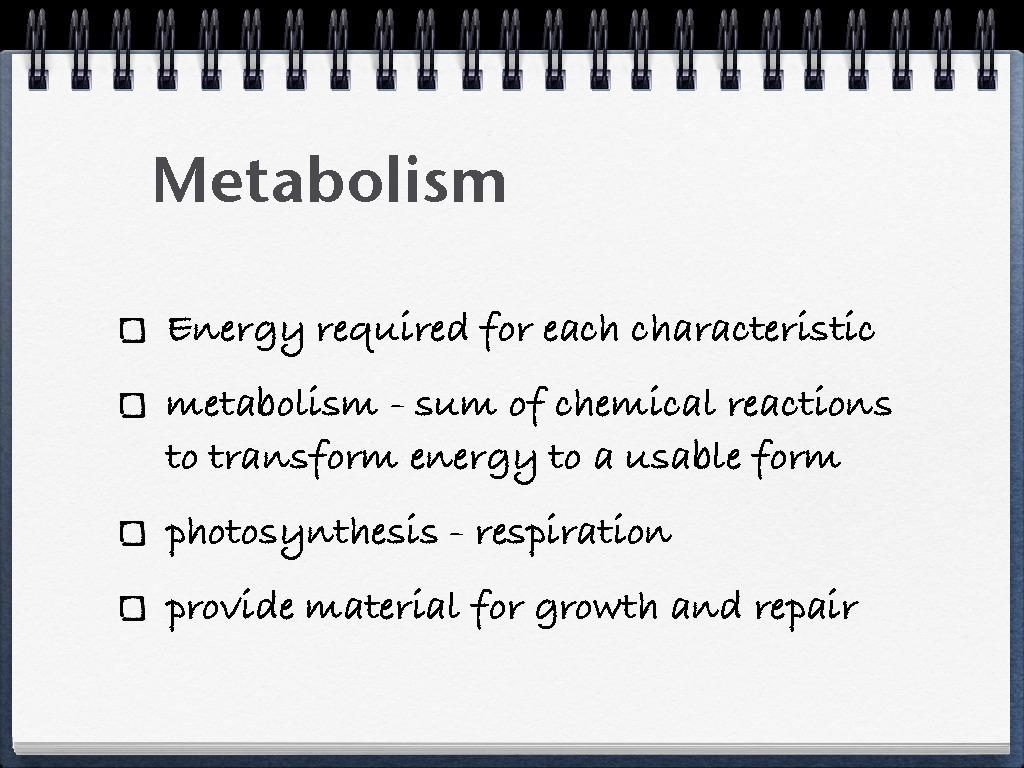 Metabolism
Energy required for each characteristic
metabolism - sum of chemical reactions
to transform energy to a usable form
photosynthesis - respiration
provide material for growth and repair